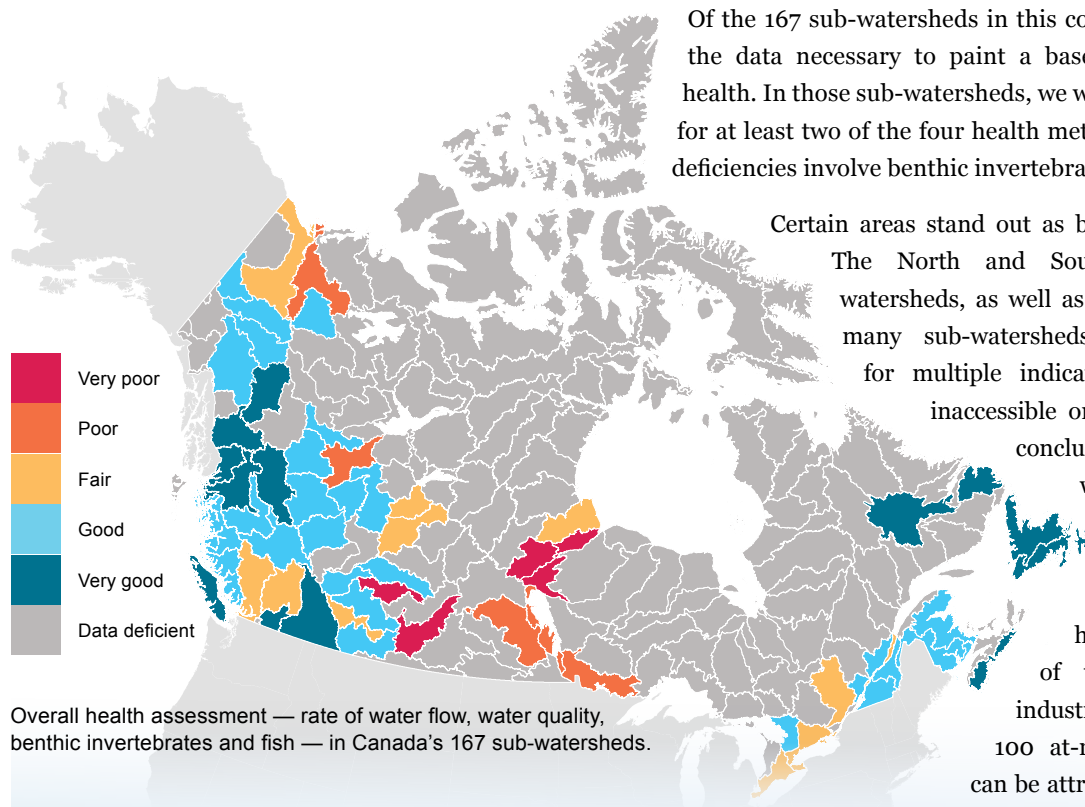 Of the 167 sub-watersheds in this co
the data necessary to paint a base
health. In those sub-watersheds, we w
for at least two of the four health met
deficiencies involve benthic invertebra
Certain areas stand out as b
The North and Sou
watersheds, as well as
many sub-watersheds
for multiple indica
inaccessible or
conclu
h
of
industr
100 at-r
can be attr
Very poor
Poor
Fair
Good
Very good
Data deficient
Overall health assessment — rate of water flow, water quality,
benthic invertebrates and fish — in Canada's 167 sub-watersheds.